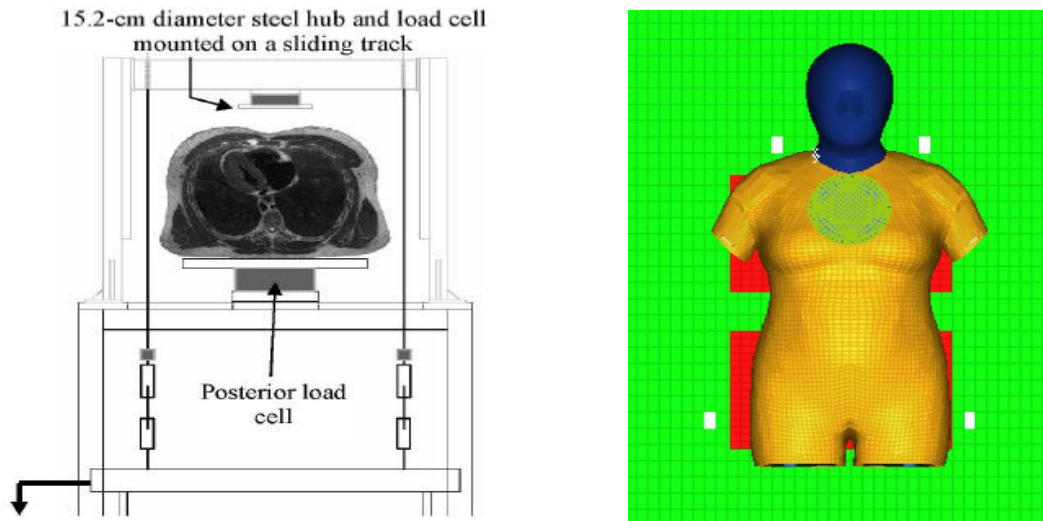 15.2-cm diameter steel hub and load cell
mounted on a sliding track
Posterior load
cell